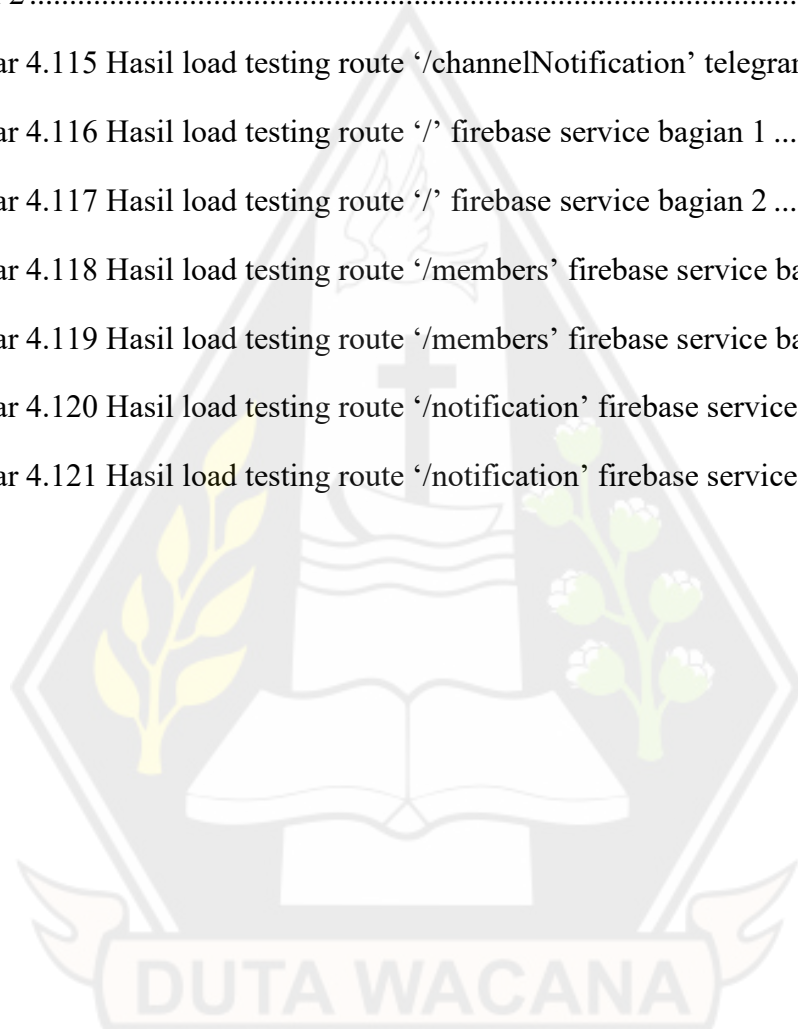 2 ....................................................................................................
ar 4.115 Hasil load testing route ‘/channelNotification’ telegra
ar 4.116 Hasil load testing route ‘/’ firebase service bagian 1 ...
ar 4.117 Hasil load testing route ‘/’ firebase service bagian 2 ...
ar 4.118 Hasil load testing route ‘/members’ firebase service ba
ar 4.119 Hasil load testing route ‘/members’ firebase service ba
ar 4.120 Hasil load testing route ‘/notification’ firebase service
ar 4.121 Hasil load testing route ‘/notification’ firebase service
DUTA WACANA